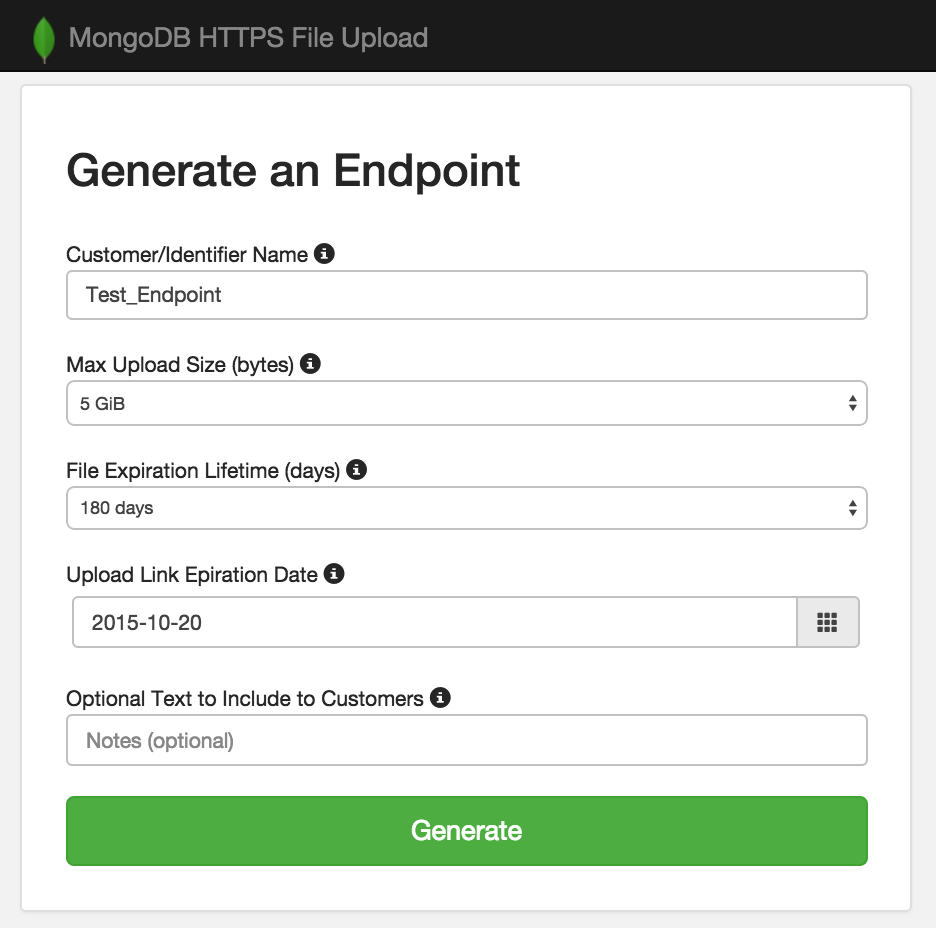 MongoDB HTTPS File Upload
Generate an Endpoint
Customer/Identifier Name
Test_Endpoint
Max Upload Size (bytes)
5 GiB
File Expiration Lifetime (days)
180 days
Upload Link Epiration Date
2015-10-20
Optional Text to Include to Customers
Notes (optional)
Generate